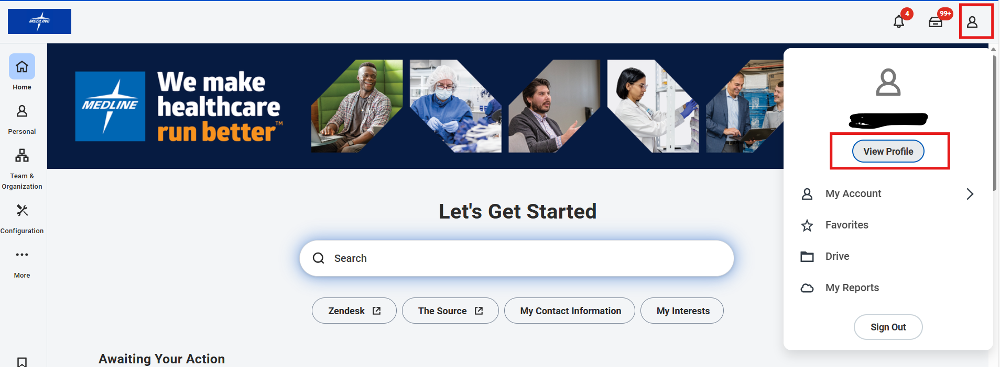 MEDLINE
4
99+
Home
Personal
Team &
Organization
Configuration
More
MEDLINE
We make
healthcare
run better™
View Profile
My Account
Favorites
Drive
My Reports
Sign Out
Let's Get Started
Search
Zendesk
The Source
My Contact Information
My Interests
Awaiting Your Action